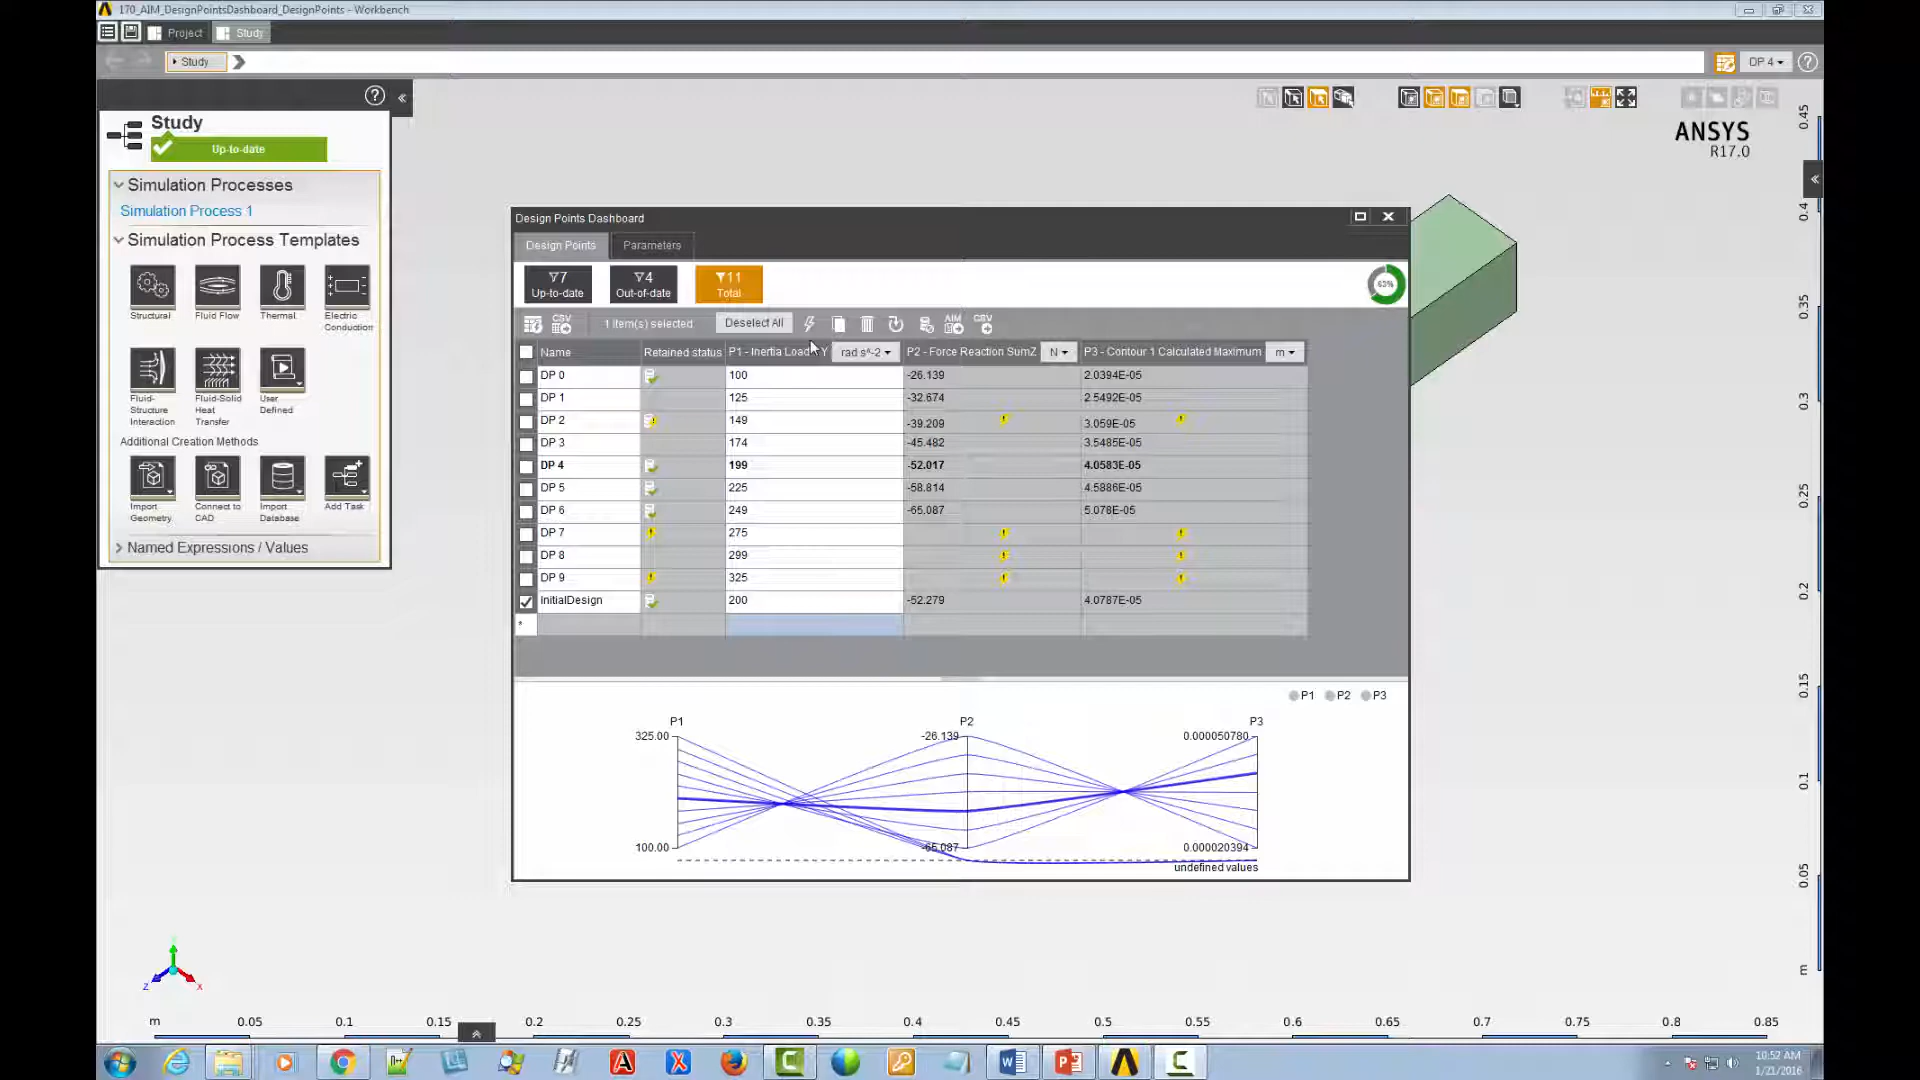 170_AIM_DesignPointsDashboard_DesignPoints - Workbench
Project Study
Study DP 4
Study
Up-to-date
ANSYS
R17.0
Simulation Processes
Simulation Process 1
Simulation Process Templates
Structural Fluid Flow Thermal Electric Conduction
Fluid-Structure Interaction Fluid-Solid Heat Transfer User Defined
Additional Creation Methods
Import Geometry Connect to CAD Import Database Add Task
Named Expressions / Values
Design Points Dashboard
Design Points Parameters
7 Up-to-date 4 Out-of-date 11 Total 63%
CSV 1 item(s) selected Deselect All AIM CSV
Name Retained status P1 - Inertia Load Y rad s^-2 P2 - Force Reaction SumZ N P3 - Contour 1 Calculated Maximum m
DP 0 100 -26.139 2.0394E-05
DP 1 125 -32.674 2.5492E-05
DP 2 149 -39.209 3.059E-05
DP 3 174 -45.482 3.5485E-05
DP 4 199 -52.017 4.0583E-05
DP 5 225 -58.814 4.5886E-05
DP 6 249 -65.087 5.078E-05
DP 7 275
DP 8 299
DP 9 325
InitialDesign 200 -52.279 4.0787E-05
*
P1 P2 P3
P1 P2 P3
325.00 -26.139 0.000050780
100.00 -65.087 0.000020394
undefined values
0.45
0.4
0.35
0.3
0.25
0.2
0.15
0.1
0.05
m
Z X
m 0.05 0.1 0.15 0.2 0.25 0.3 0.35 0.4 0.45 0.5 0.55 0.6 0.65 0.7 0.75 0.8 0.85
10:52 AM
1/21/2016